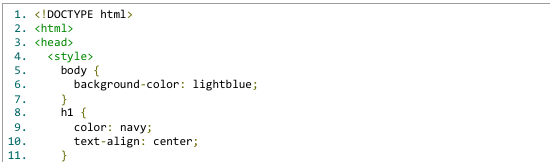 1. <!DOCTYPE html>
2. <html>
3. <head>
4.   <style>
5.     body {
6.       background-color: lightblue;
7.     }
8.     h1 {
9.       color: navy;
10.       text-align: center;
11.     }